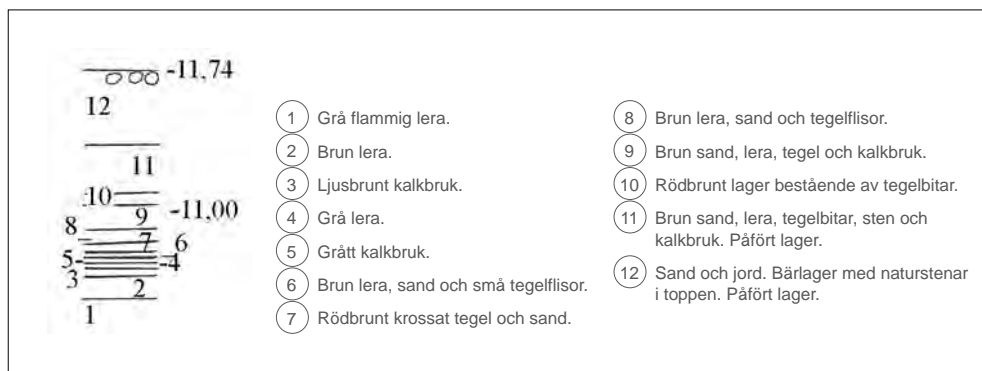 -11,74
12
11
10
9
-11,00
8
7
6
5-
-4
3
2
1
1 Grå flammig lera.
2 Brun lera.
3 Ljusbrunt kalkbruk.
4 Grå lera.
5 Grått kalkbruk.
6 Brun lera, sand och små tegelflisor.
7 Rödbrunt krossat tegel och sand.
8 Brun lera, sand och tegelflisor.
9 Brun sand, lera, tegel och kalkbruk.
10 Rödbrunt lager bestående av tegelbitar.
11 Brun sand, lera, tegelbitar, sten och
kalkbruk. Påfört lager.
12 Sand och jord. Bärlager med naturstenar
i toppen. Påfört lager.